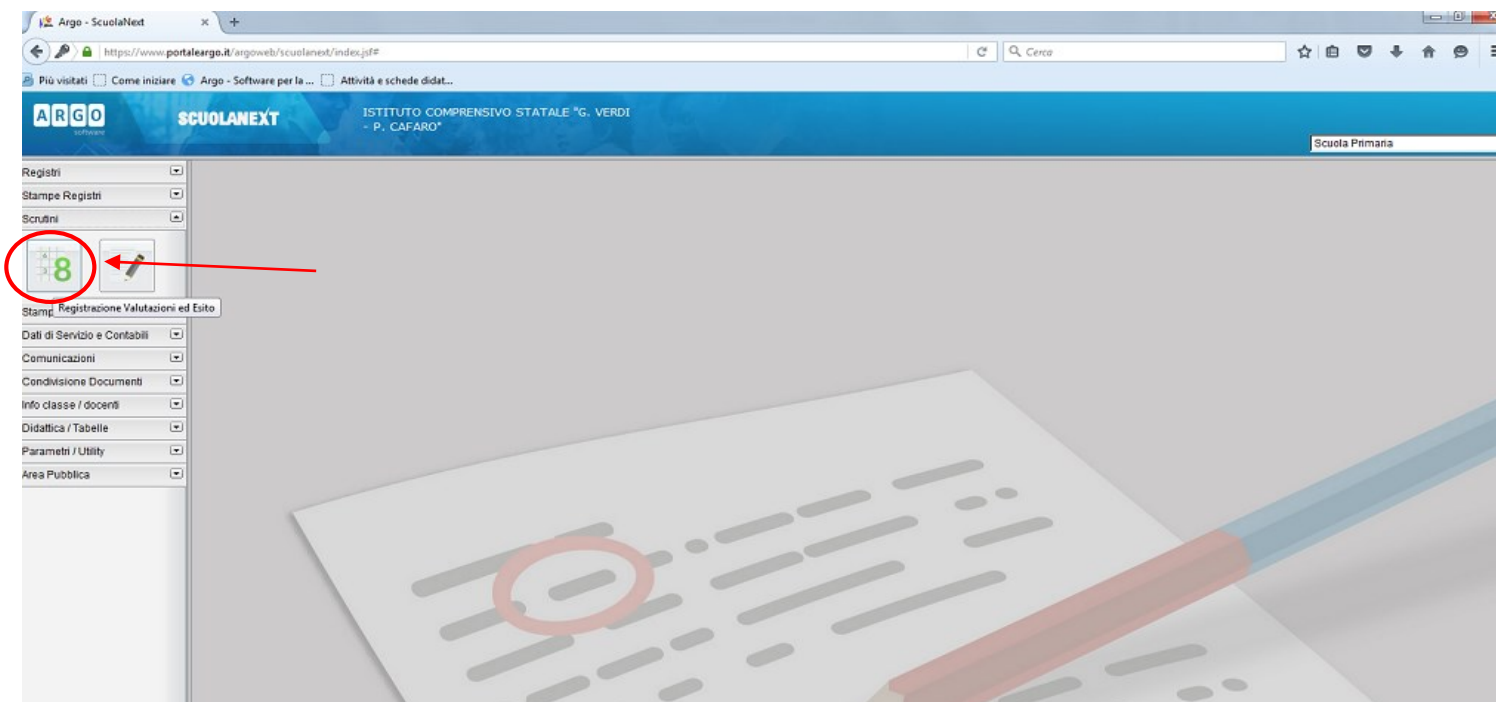 Argo - ScuolaNext
https://www.portaleargo.it/argoweb/scuolanext/index.jsf#
Cerca
Più visitati
Come iniziare
Argo - Software per la ...
Attività e schede didat...
ARGO
software
SCUOLANEXT
ISTITUTO COMPRENSIVO STATALE "G. VERDI
- P. CAFARO"
Scuola Primaria
Registri
Stampe Registri
Scrutini
8
Registrazione Valutazioni ed Esito
Stamp
Dati di Servizio e Contabili
Comunicazioni
Condivisione Documenti
Info classe / docenti
Didattica / Tabelle
Parametri / Utility
Area Pubblica